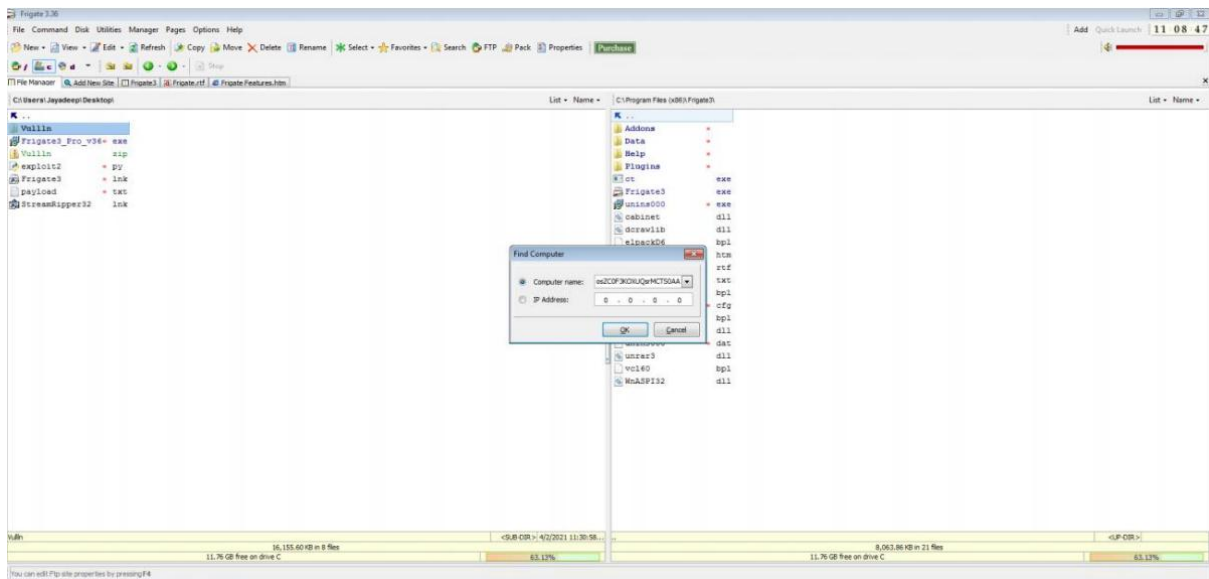 Frigate 3.36
File Command Disk Utilities Manager Pages Options Help
Add Quick Launch 11 08 47
New View Edit Refresh Copy Move Delete Rename Select Favorites Search FTP Pack Properties Purchase
/ c d Stop
File Manager Add New Site Frigate3 Frigate.rtf Frigate Features.htm
C:\Users\Jayadeep\Desktop\ List Name
..
Vullln
Frigate3_Pro_v36 exe
Vullln zip
exploit2 py
Frigate3 lnk
payload txt
StreamRipper32 lnk
C:\Program Files (x86)\Frigate3\ List Name
..
Addons
Data
Help
Plugins
ct exe
Frigate3 exe
unins000 exe
cabinet dll
dcrawlib dll
elpackD6 bpl
htm
rtf
txt
bpl
cfg
bpl
dll
unins000 dat
unrar3 dll
vcl60 bpl
WnASPI32 dll
Find Computer
Computer name:
IP Address: 0 . 0 . 0 . 0
OK Cancel
Vullln <SUB-DIR> 4/2/2021 11:30:58...
16,155.60 KB in 8 files
11.76 GB free on drive C 63.13%
.. <UP-DIR>
8,063.86 KB in 21 files
11.76 GB free on drive C 63.13%
You can edit Ftp site properties by pressing F4